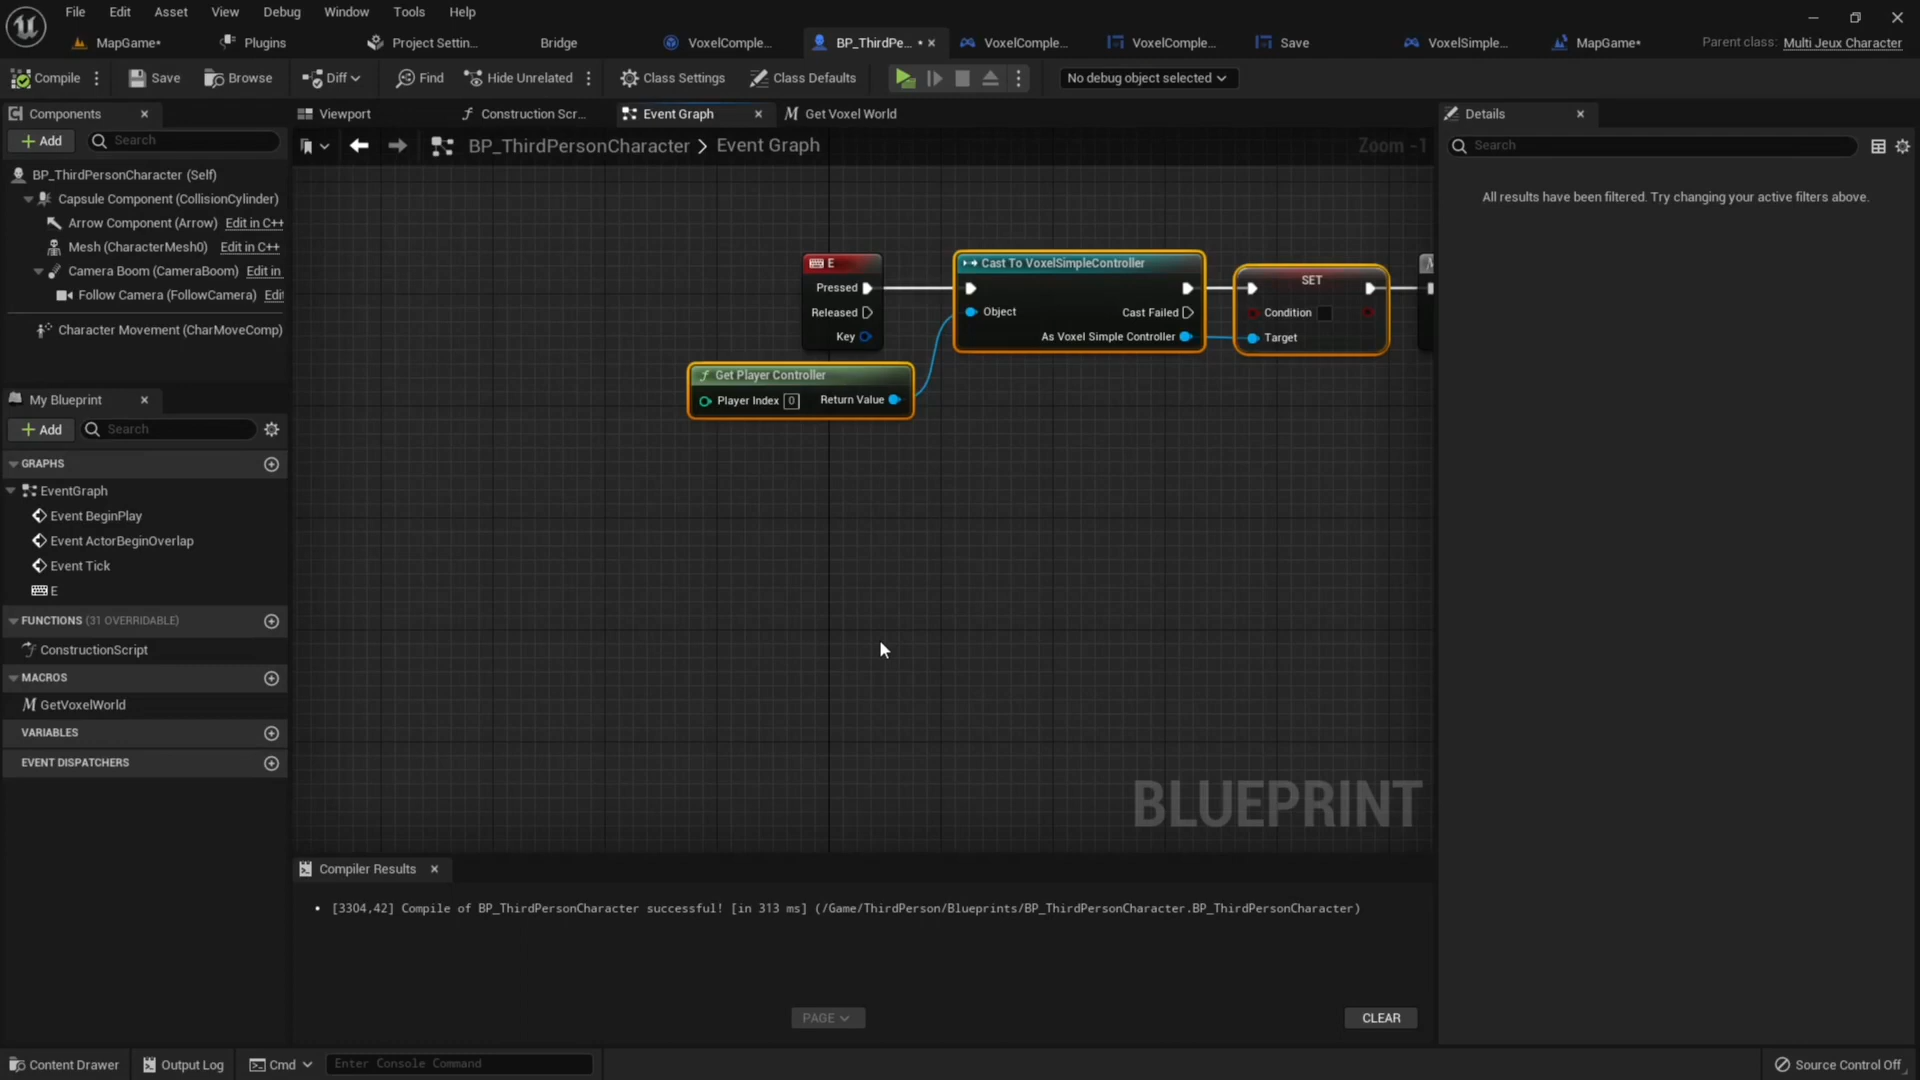 File Edit Asset View Debug Window Tools Help
MapGame* Plugins Project Settin... Bridge VoxelComple... BP_ThirdPe... • VoxelComple... VoxelComple... Save VoxelSimple... MapGame* Parent class: Multi Jeux Character
Compile Save Browse Diff Find Hide Unrelated Class Settings Class Defaults No debug object selected
Components Viewport Construction Scr... Event Graph Get Voxel World Details
Add Search BP_ThirdPersonCharacter > Event Graph Zoom -1 Search
BP_ThirdPersonCharacter (Self)
All results have been filtered. Try changing your active filters above.
Capsule Component (CollisionCylinder)
Arrow Component (Arrow) Edit in C++
Mesh (CharacterMesh0) Edit in C++
Camera Boom (CameraBoom) Edit in
Follow Camera (FollowCamera) Edi
Character Movement (CharMoveComp)
E
Pressed
Released
Key
Cast To VoxelSimpleController
Object
Cast Failed
As Voxel Simple Controller
SET
Condition
Target
Get Player Controller
Player Index 0 Return Value
My Blueprint
Add Search
GRAPHS
EventGraph
Event BeginPlay
Event ActorBeginOverlap
Event Tick
E
FUNCTIONS (31 OVERRIDABLE)
ConstructionScript
MACROS
GetVoxelWorld
VARIABLES
EVENT DISPATCHERS
BLUEPRINT
Compiler Results
• [3304,42] Compile of BP_ThirdPersonCharacter successful! [in 313 ms] (/Game/ThirdPerson/Blueprints/BP_ThirdPersonCharacter.BP_ThirdPersonCharacter)
PAGE CLEAR
Content Drawer Output Log Cmd Enter Console Command Source Control Off